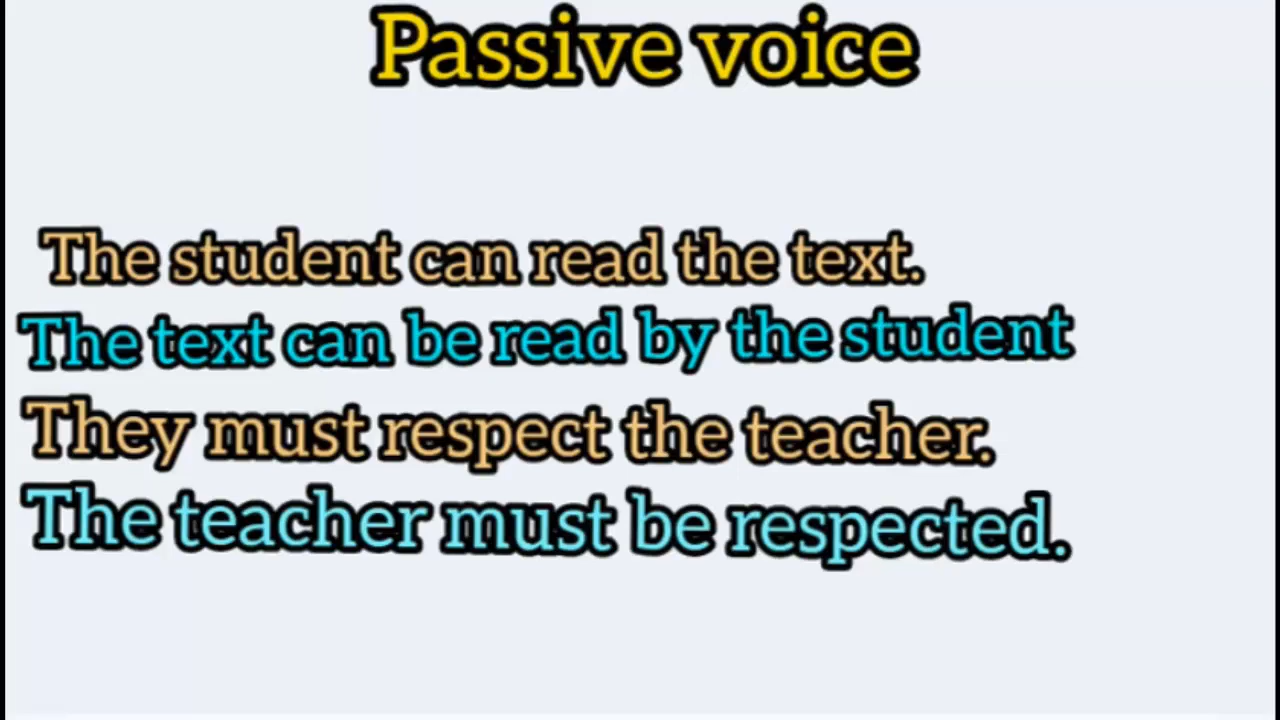 Passive voice
The student can read the text.
The text can be read by the student
They must respect the teacher.
The teacher must be respected.